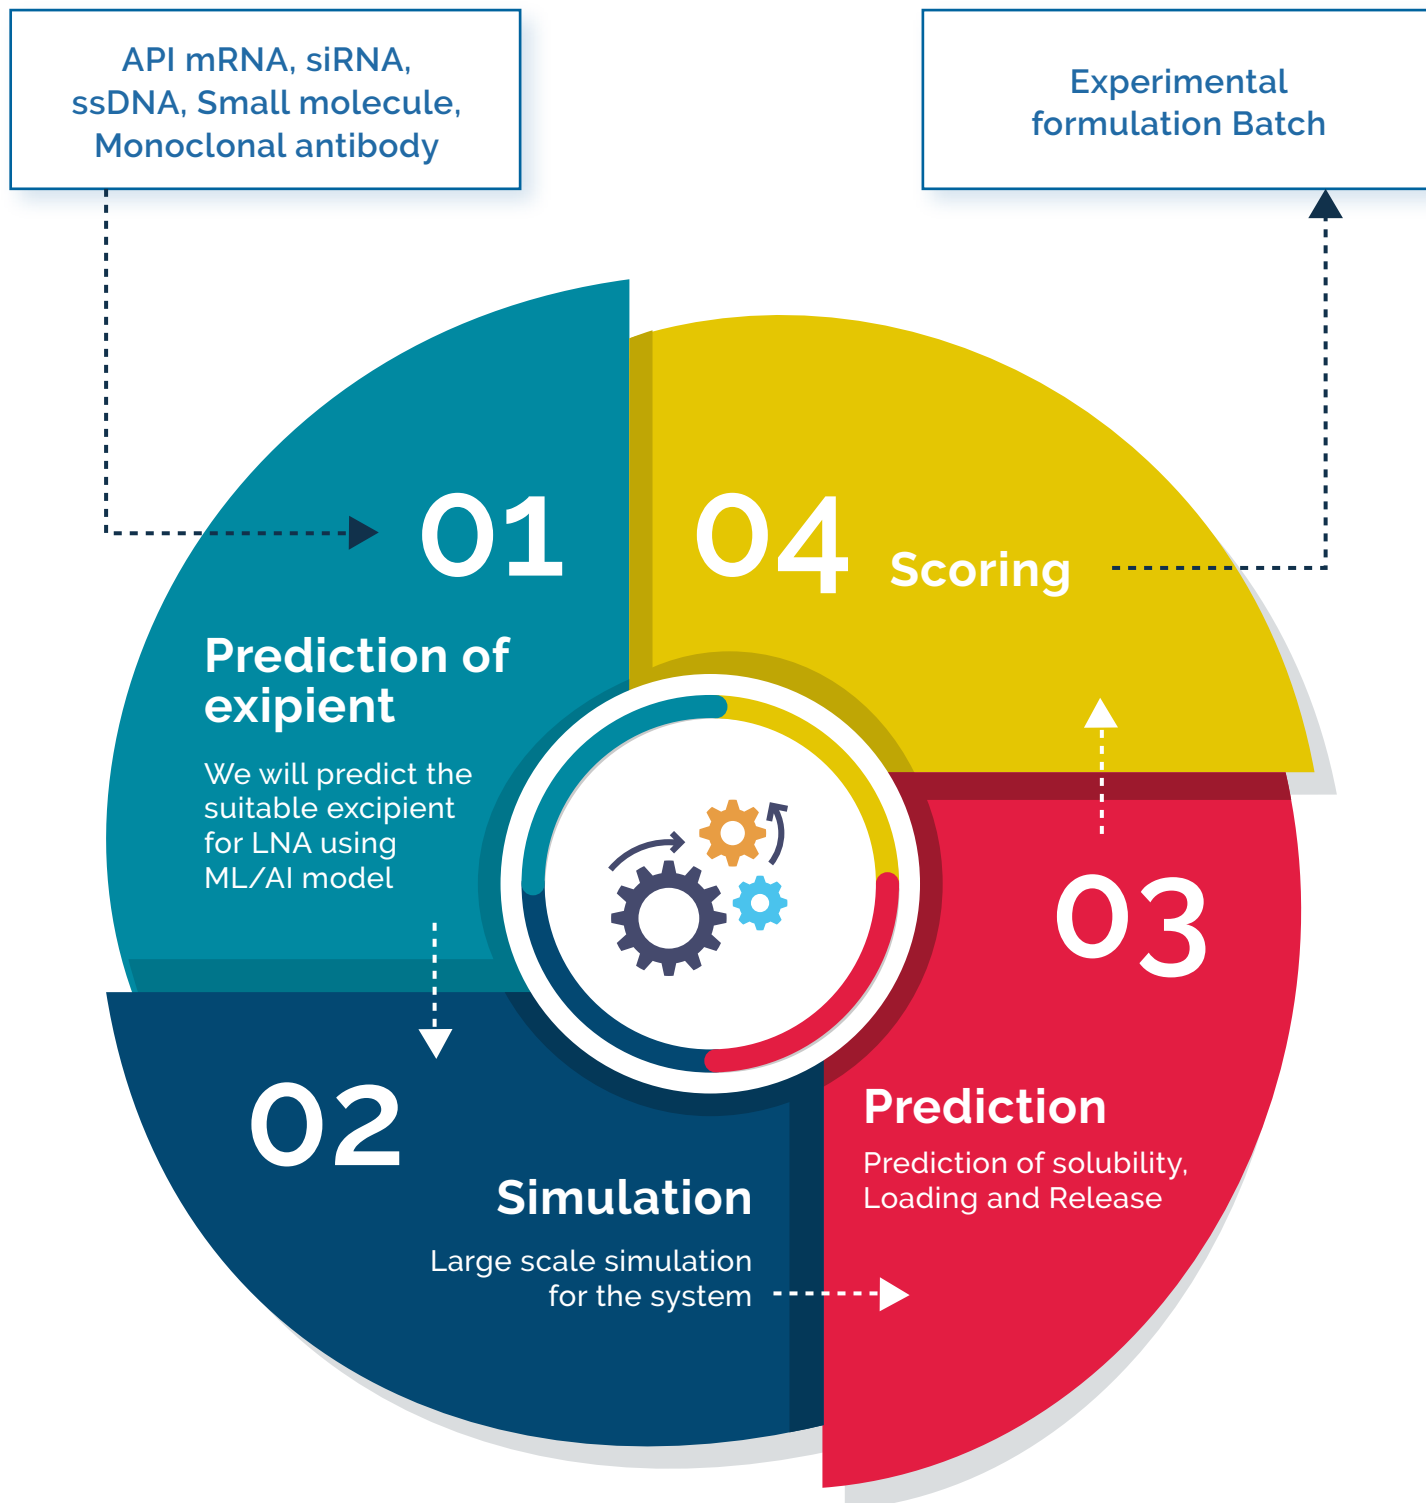 API mRNA, siRNA,
ssDNA, Small molecule,
Monoclonal antibody
Experimental
formulation Batch
01
Prediction of
exipient
We will predict the
suitable excipient
for LNA using
ML/AI model
02
Simulation
Large scale simulation
for the system
03
Prediction
Prediction of solubility,
Loading and Release
04
Scoring